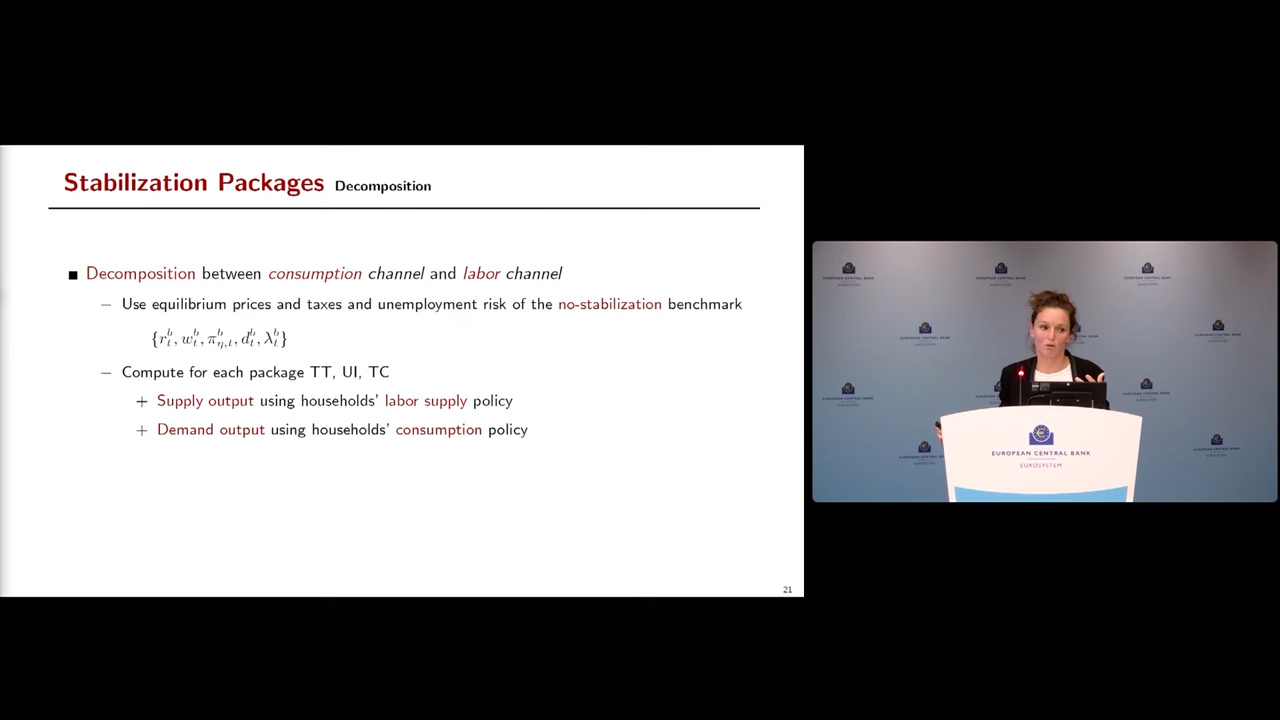 Stabilization Packages Decomposition
■ Decomposition between consumption channel and labor channel
– Use equilibrium prices and taxes and unemployment risk of the no-stabilization benchmark
{r_t^b, w_t^b, π_{η,t}^b, d_t^b, λ_t^b}
– Compute for each package TT, UI, TC
+ Supply output using households' labor supply policy
+ Demand output using households' consumption policy
21
EUROPEAN CENTRAL BANK
EUROSYSTEM